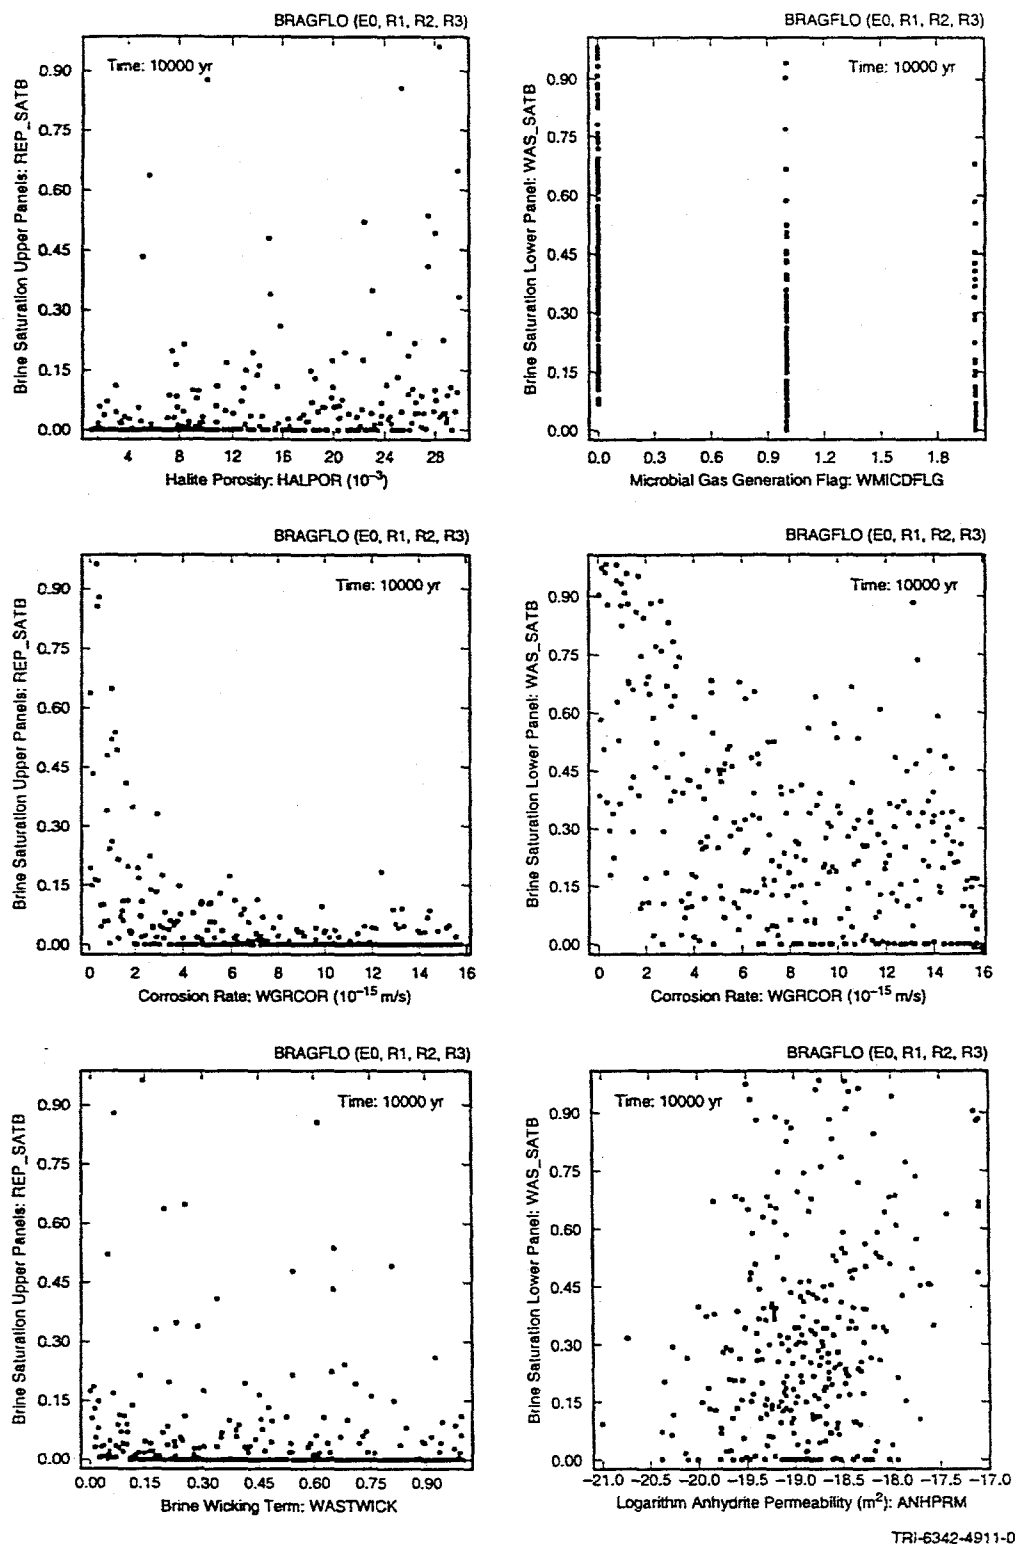 BRAGFLO (E0, R1, R2, R3)
Time: 10000 yr
Brine Saturation Upper Panels: REP_SATB
0.90
0.75
0.60
0.45
0.30
0.15
0.00
4 8 12 16 20 24 28
Halite Porosity: HALPOR (10⁻³)
BRAGFLO (E0, R1, R2, R3)
Time: 10000 yr
Brine Saturation Lower Panel: WAS_SATB
0.90
0.75
0.60
0.45
0.30
0.15
0.00
0.0 0.3 0.6 0.9 1.2 1.5 1.8
Microbial Gas Generation Flag: WMICDFLG
BRAGFLO (E0, R1, R2, R3)
Time: 10000 yr
Brine Saturation Upper Panels: REP_SATB
0.90
0.75
0.60
0.45
0.30
0.15
0.00
0 2 4 6 8 10 12 14 16
Corrosion Rate: WGRCOR (10⁻¹⁵ m/s)
BRAGFLO (E0, R1, R2, R3)
Time: 10000 yr
Brine Saturation Lower Panel: WAS_SATB
0.90
0.75
0.60
0.45
0.30
0.15
0.00
0 2 4 6 8 10 12 14 16
Corrosion Rate: WGRCOR (10⁻¹⁵ m/s)
BRAGFLO (E0, R1, R2, R3)
Time: 10000 yr
Brine Saturation Upper Panels: REP_SATB
0.90
0.75
0.60
0.45
0.30
0.15
0.00
0.00 0.15 0.30 0.45 0.60 0.75 0.90
Brine Wicking Term: WASTWICK
BRAGFLO (E0, R1, R2, R3)
Time: 10000 yr
Brine Saturation Lower Panel: WAS_SATB
0.90
0.75
0.60
0.45
0.30
0.15
0.00
−21.0 −20.5 −20.0 −19.5 −19.0 −18.5 −18.0 −17.5 −17.0
Logarithm Anhydrite Permeability (m²): ANHPRM
TRI-6342-4911-0